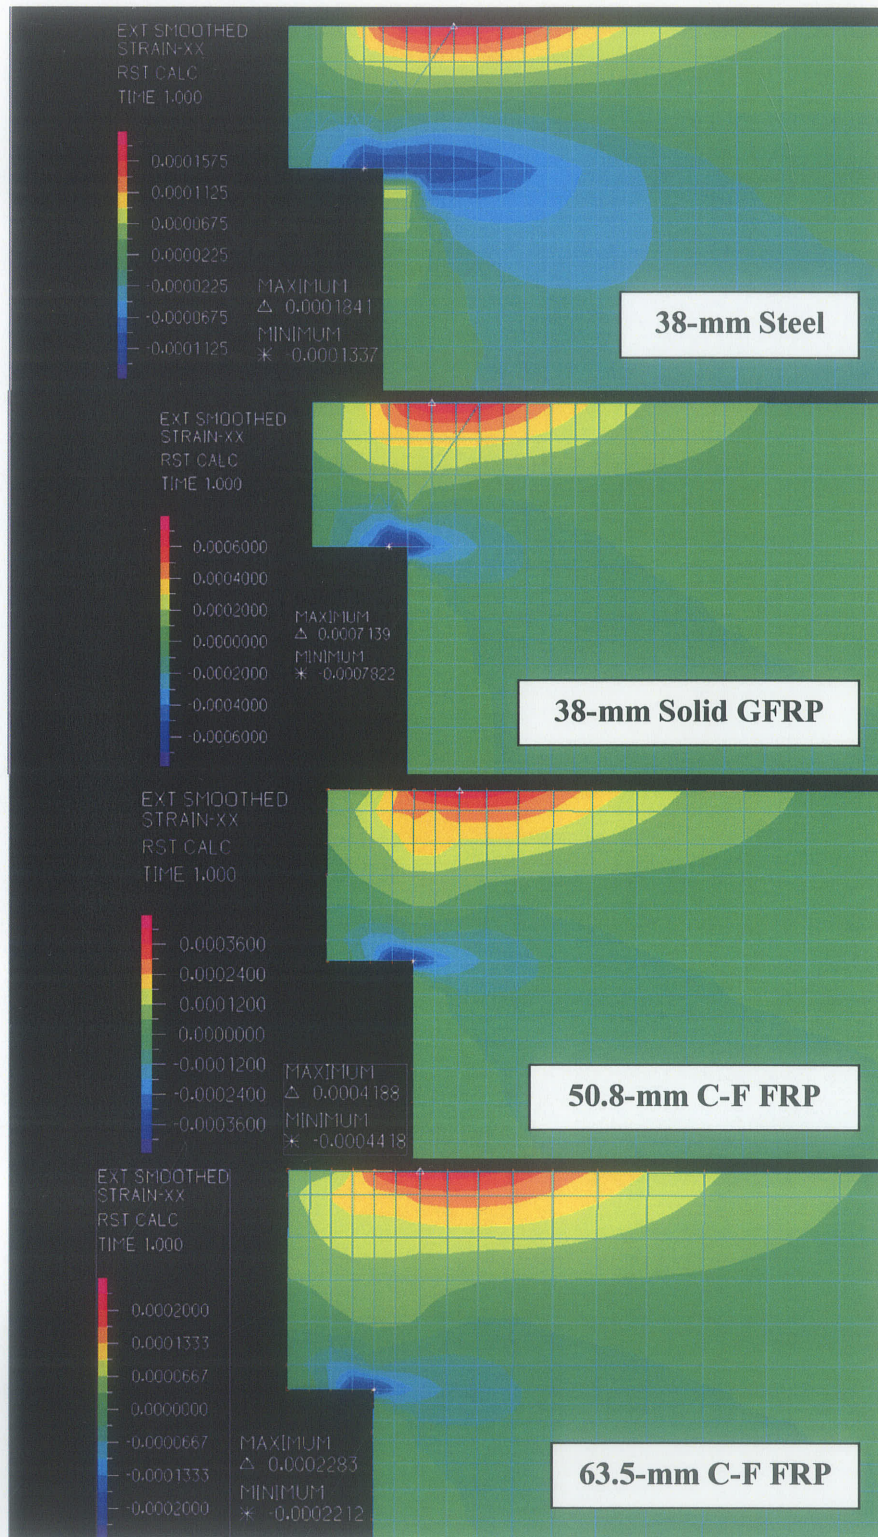 EXT SMOOTHED
STRAIN-XX
RST CALC
TIME 1.000
0.0001575
0.0001125
0.0000675
0.0000225
-0.0000225
-0.0000675
-0.0001125
MAXIMUM
△ 0.0001841
MINIMUM
✳ -0.0001337
38-mm Steel
EXT SMOOTHED
STRAIN-XX
RST CALC
TIME 1.000
0.0006000
0.0004000
0.0002000
0.0000000
-0.0002000
-0.0004000
-0.0006000
MAXIMUM
△ 0.0007139
MINIMUM
✳ -0.0007822
38-mm Solid GFRP
EXT SMOOTHED
STRAIN-XX
RST CALC
TIME 1.000
0.0003600
0.0002400
0.0001200
0.0000000
-0.0001200
-0.0002400
-0.0003600
MAXIMUM
△ 0.0004188
MINIMUM
✳ -0.0004418
50.8-mm C-F FRP
EXT SMOOTHED
STRAIN-XX
RST CALC
TIME 1.000
0.0002000
0.0001333
0.0000667
0.0000000
-0.0000667
-0.0001333
-0.0002000
MAXIMUM
△ 0.0002283
MINIMUM
✳ -0.0002212
63.5-mm C-F FRP